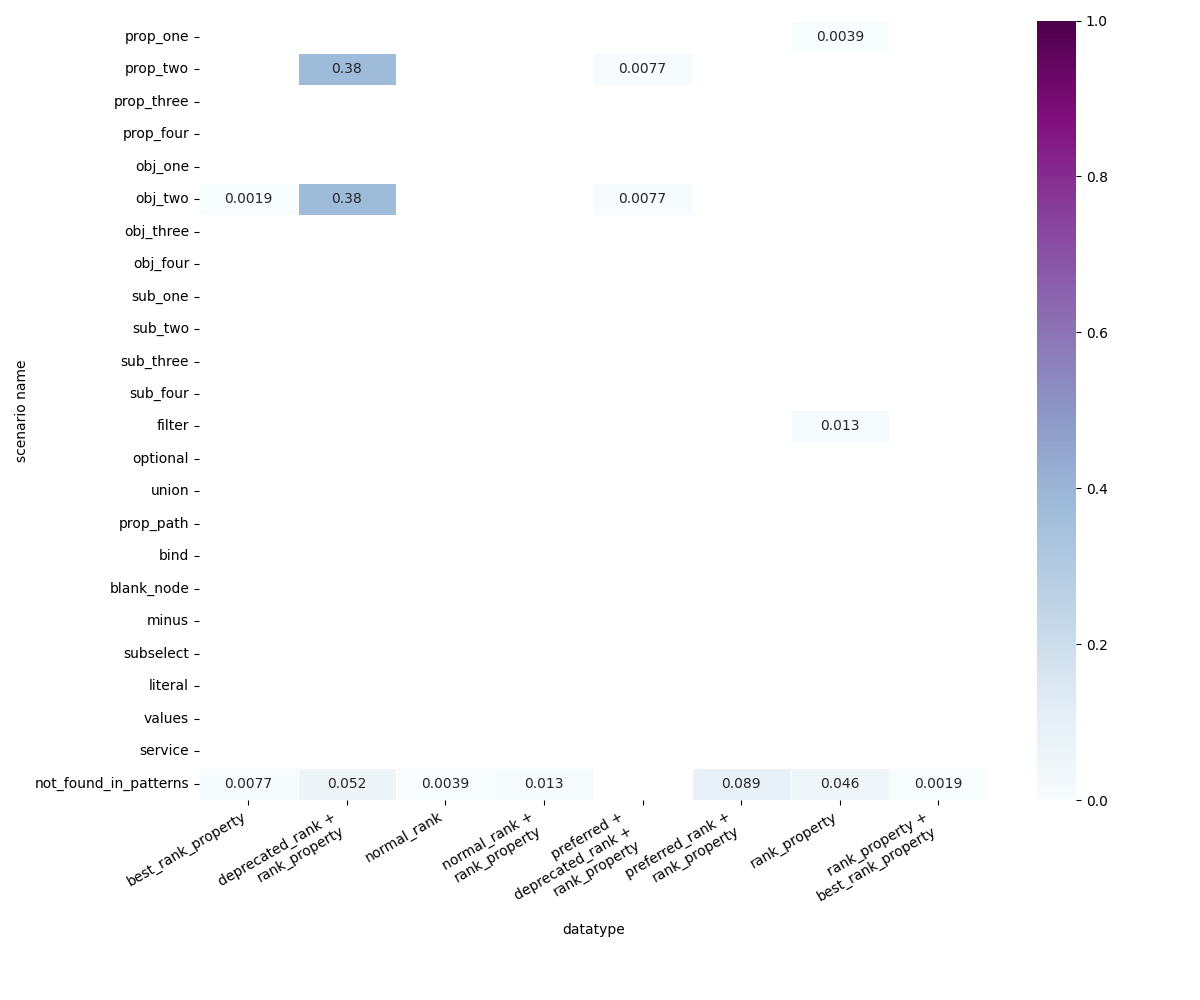 prop_one
0.0039
prop_two
0.38
0.0077
prop_three
prop_four
obj_one
obj_two
0.0019
0.38
0.0077
obj_three
obj_four
sub_one
sub_two
sub_three
sub_four
filter
0.013
optional
union
prop_path
bind
blank_node
minus
subselect
literal
values
service
not_found_in_patterns
0.0077
0.052
0.0039
0.013
0.089
0.046
0.0019
scenario name
best_rank_property
deprecated_rank +
rank_property
normal_rank
normal_rank +
rank_property
preferred +
deprecated_rank +
rank_property
preferred_rank +
rank_property
rank_property
rank_property +
best_rank_property
datatype
1.0
0.8
0.6
0.4
0.2
0.0